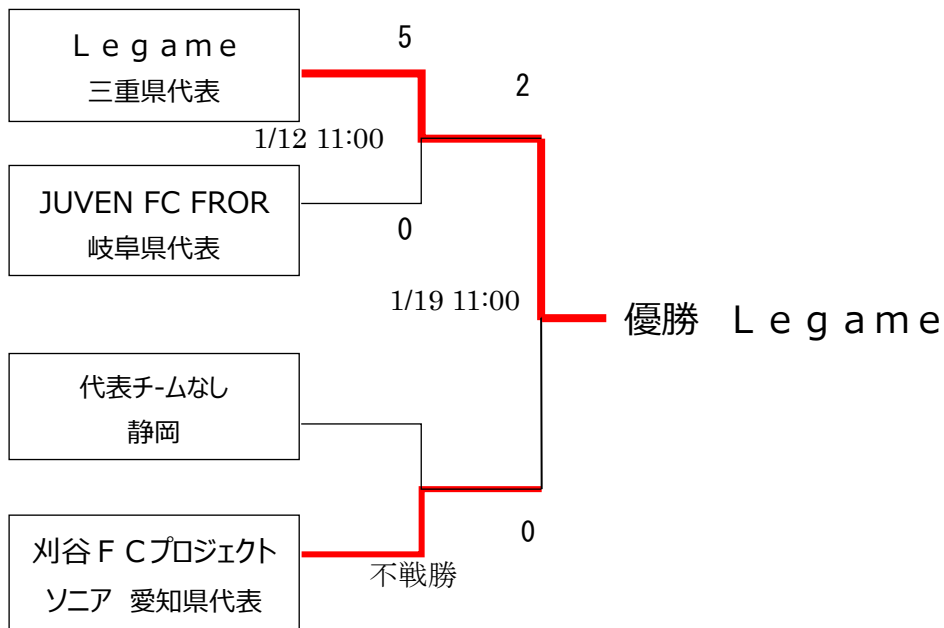 Ｌｅｇａｍｅ
三重県代表
5
2
1/12 11:00
JUVEN FC FROR
岐阜県代表
0
1/19 11:00
優勝　Ｌｅｇａｍｅ
代表チームなし
静岡
刈谷ＦＣプロジェクト
ソニア　愛知県代表
不戦勝
0